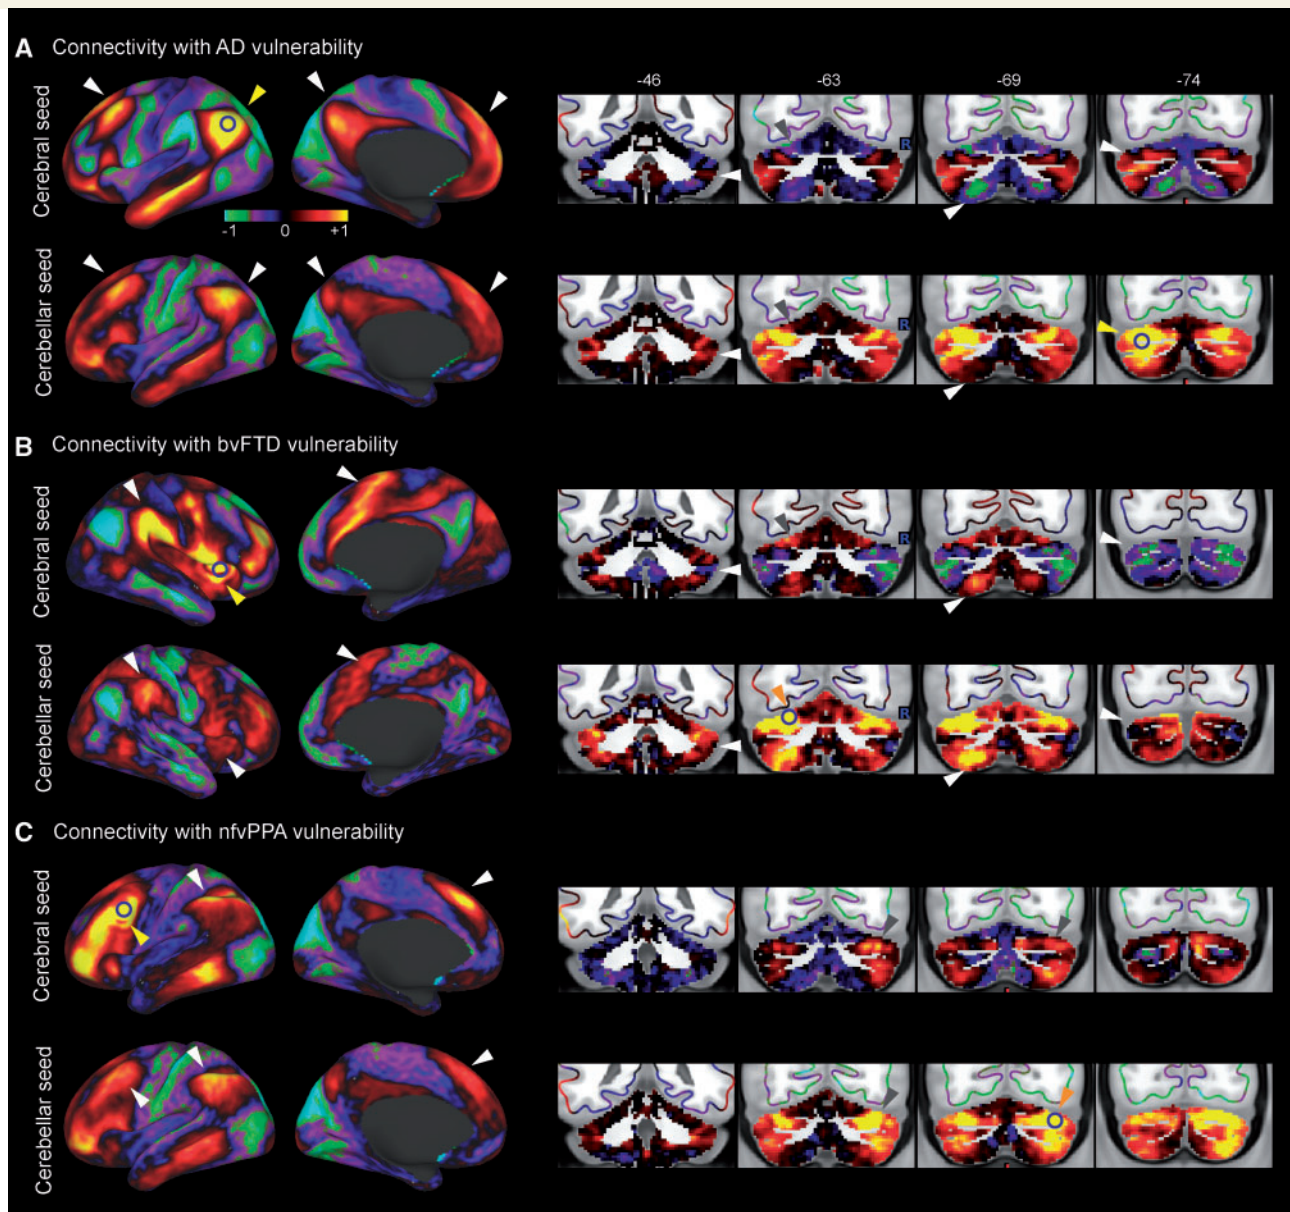 A Connectivity with AD vulnerability
-46 -63 -69 -74
Cerebral seed
R
-1 0 +1
Cerebellar seed
R
B Connectivity with bvFTD vulnerability
Cerebral seed
R
Cerebellar seed
R
C Connectivity with nfvPPA vulnerability
Cerebral seed
Cerebellar seed